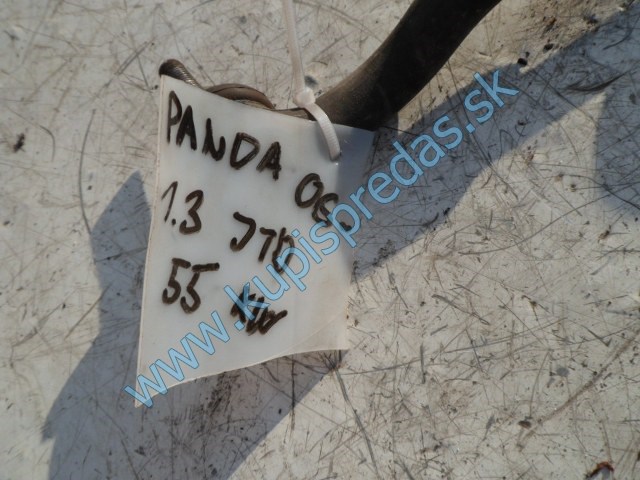 PANDA 06
1.3 JTD
55 kW
www.kupispredas.sk